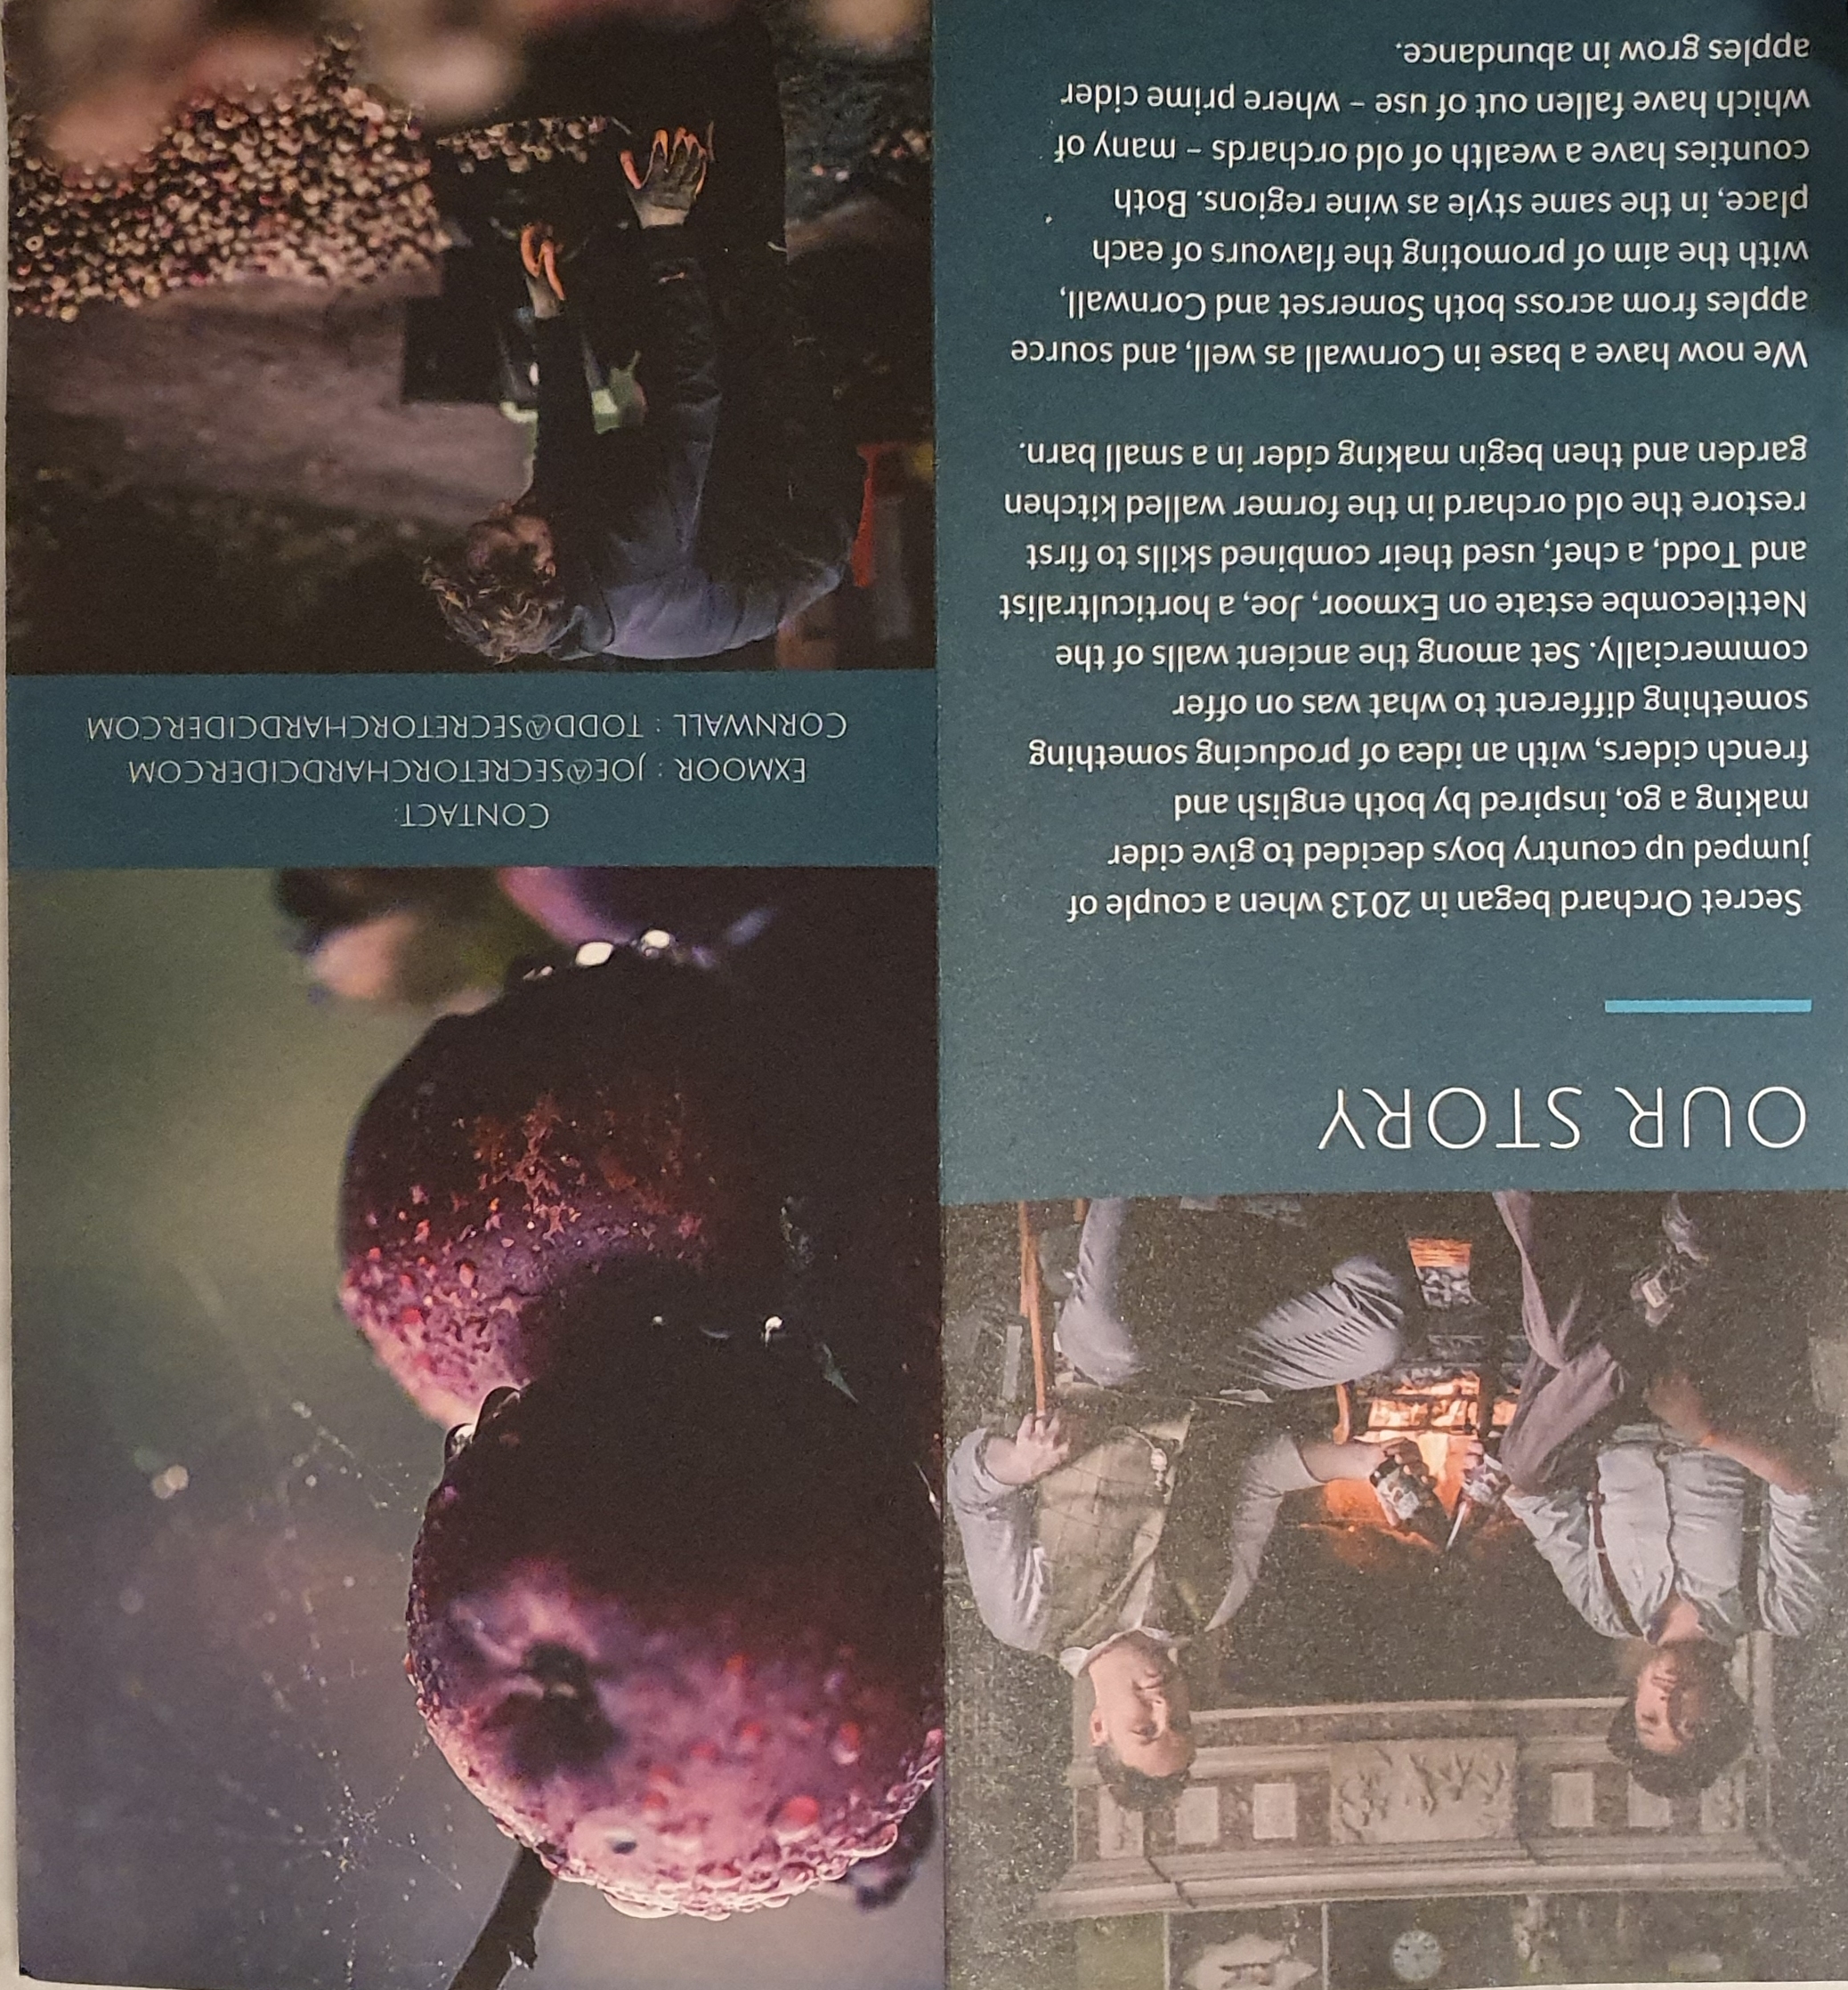 OUR STORY
Secret Orchard began in 2013 when a couple of
jumped up country boys decided to give cider
making a go, inspired by both english and
french ciders, with an idea of producing something
something different to what was on offer
commercially. Set among the ancient walls of the
Nettlecombe estate on Exmoor, Joe, a horticultralist
and Todd, a chef, used their combined skills to first
restore the old orchard in the former walled kitchen
garden and then begin making cider in a small barn.
We now have a base in Cornwall as well, and source
apples from across both Somerset and Cornwall,
with the aim of promoting the flavours of each
place, in the same style as wine regions. Both
counties have a wealth of old orchards – many of
which have fallen out of use – where prime cider
apples grow in abundance.
CONTACT:
EXMOOR : JOE@SECRETORCHARDCIDER.COM
CORNWALL : TODD@SECRETORCHARDCIDER.COM